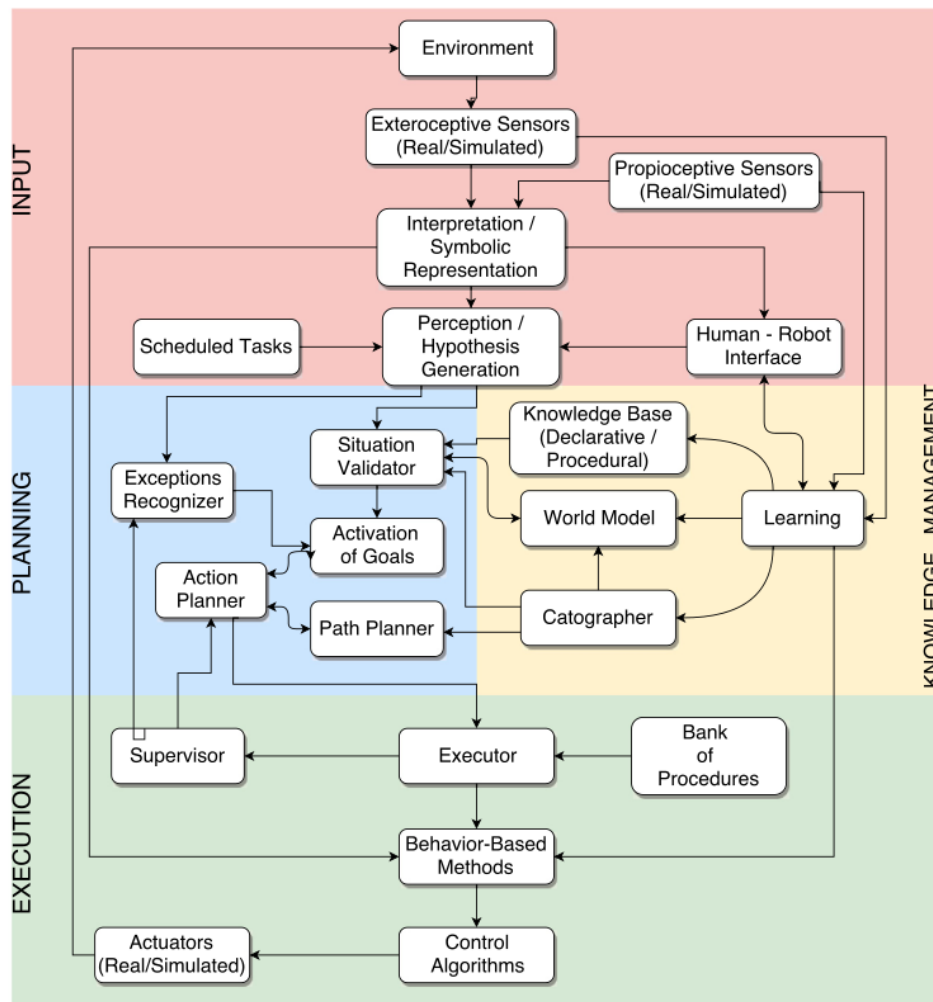 INPUT
Environment
Exteroceptive Sensors
(Real/Simulated)
Propioceptive Sensors
(Real/Simulated)
Interpretation /
Symbolic
Representation
Scheduled Tasks
Perception /
Hypothesis
Generation
Human - Robot
Interface
PLANNING
KNOWLEDGE MANAGEMENT
Situation
Validator
Knowledge Base
(Declarative /
Procedural)
Exceptions
Recognizer
World Model
Learning
Activation
of Goals
Action
Planner
Path Planner
Catographer
EXECUTION
Supervisor
Executor
Bank
of
Procedures
Behavior-Based
Methods
Actuators
(Real/Simulated)
Control
Algorithms